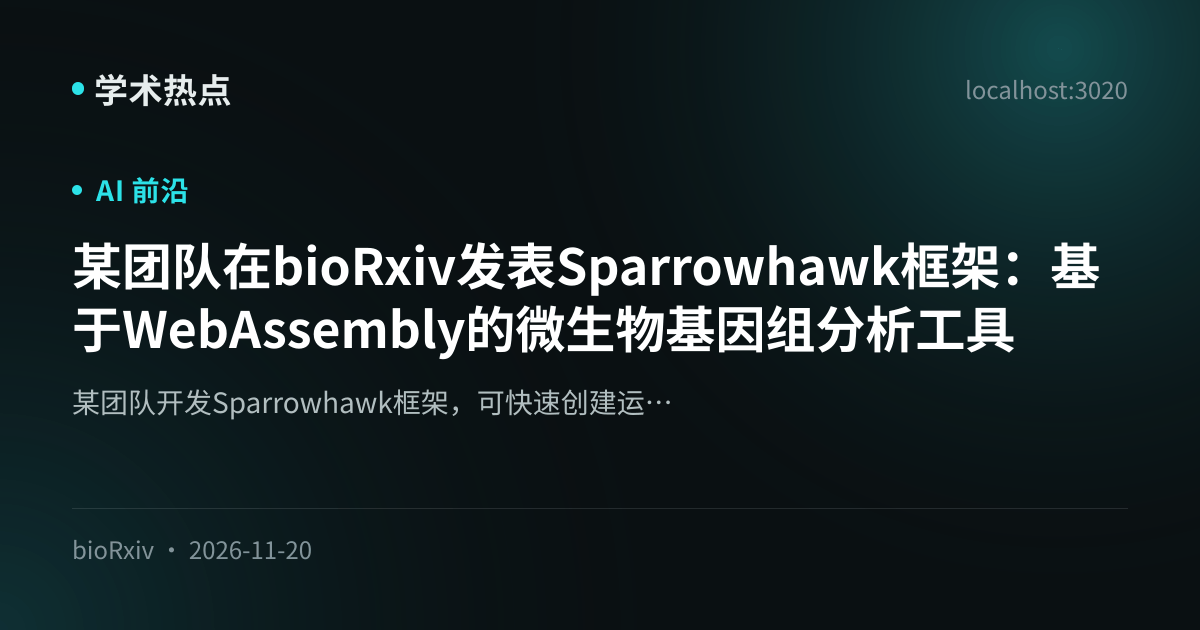 学术热点
localhost:3020
AI 前沿
某团队在bioRxiv发表Sparrowhawk框架：基
于WebAssembly的微生物基因组分析工具
某团队开发Sparrowhawk框架，可快速创建运…
bioRxiv · 2026-11-20